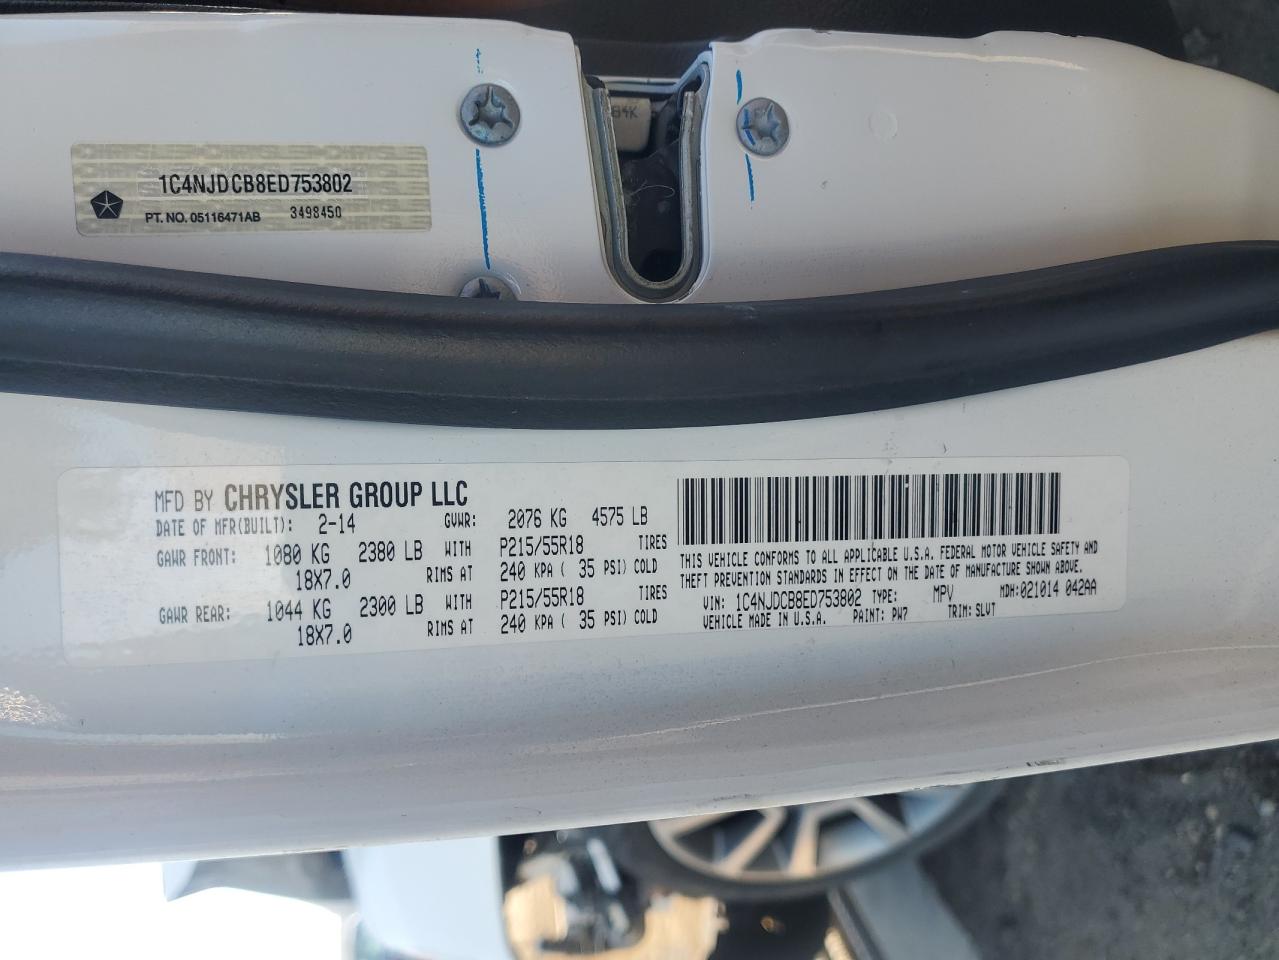 84K
1C4NJDCB8ED753802
PT. NO. 05116471AB 3498450
MFD BY CHRYSLER GROUP LLC
DATE OF MFR(BUILT): 2-14 GVWR: 2076 KG 4575 LB
GAWR FRONT: 1080 KG 2380 LB WITH P215/55R18 TIRES
18X7.0 RIMS AT 240 KPA ( 35 PSI) COLD
GAWR REAR: 1044 KG 2300 LB WITH P215/55R18 TIRES
18X7.0 RIMS AT 240 KPA ( 35 PSI) COLD
THIS VEHICLE CONFORMS TO ALL APPLICABLE U.S.A. FEDERAL MOTOR VEHICLE SAFETY AND
THEFT PREVENTION STANDARDS IN EFFECT ON THE DATE OF MANUFACTURE SHOWN ABOVE.
VIN: 1C4NJDCB8ED753802 TYPE: MPV MDH:021014 042AA
VEHICLE MADE IN U.S.A. PAINT: PW7 TRIM: SLVT